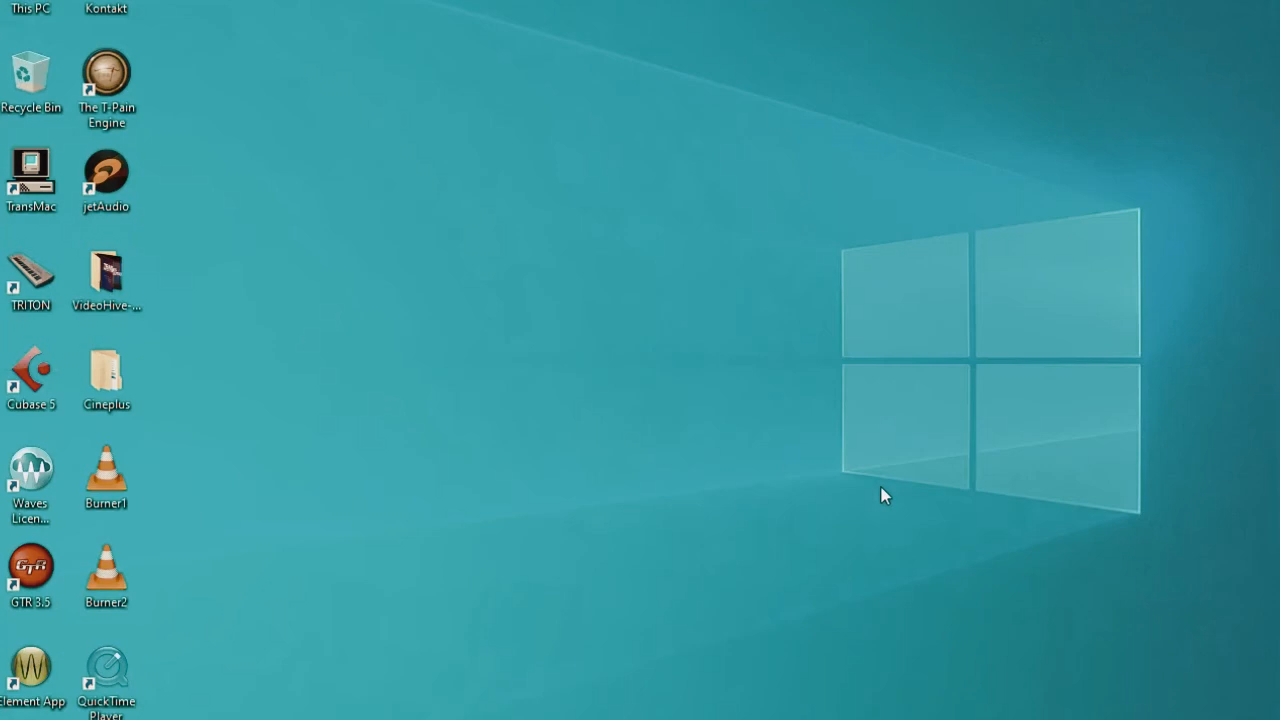 This PC
Kontakt
Recycle Bin
The T-Pain
Engine
TransMac
jetAudio
TRITON
VideoHive-...
Cubase 5
Cineplus
Waves
Licen...
Burner1
GTR
GTR 3.5
Burner2
Element App
QuickTime
Player